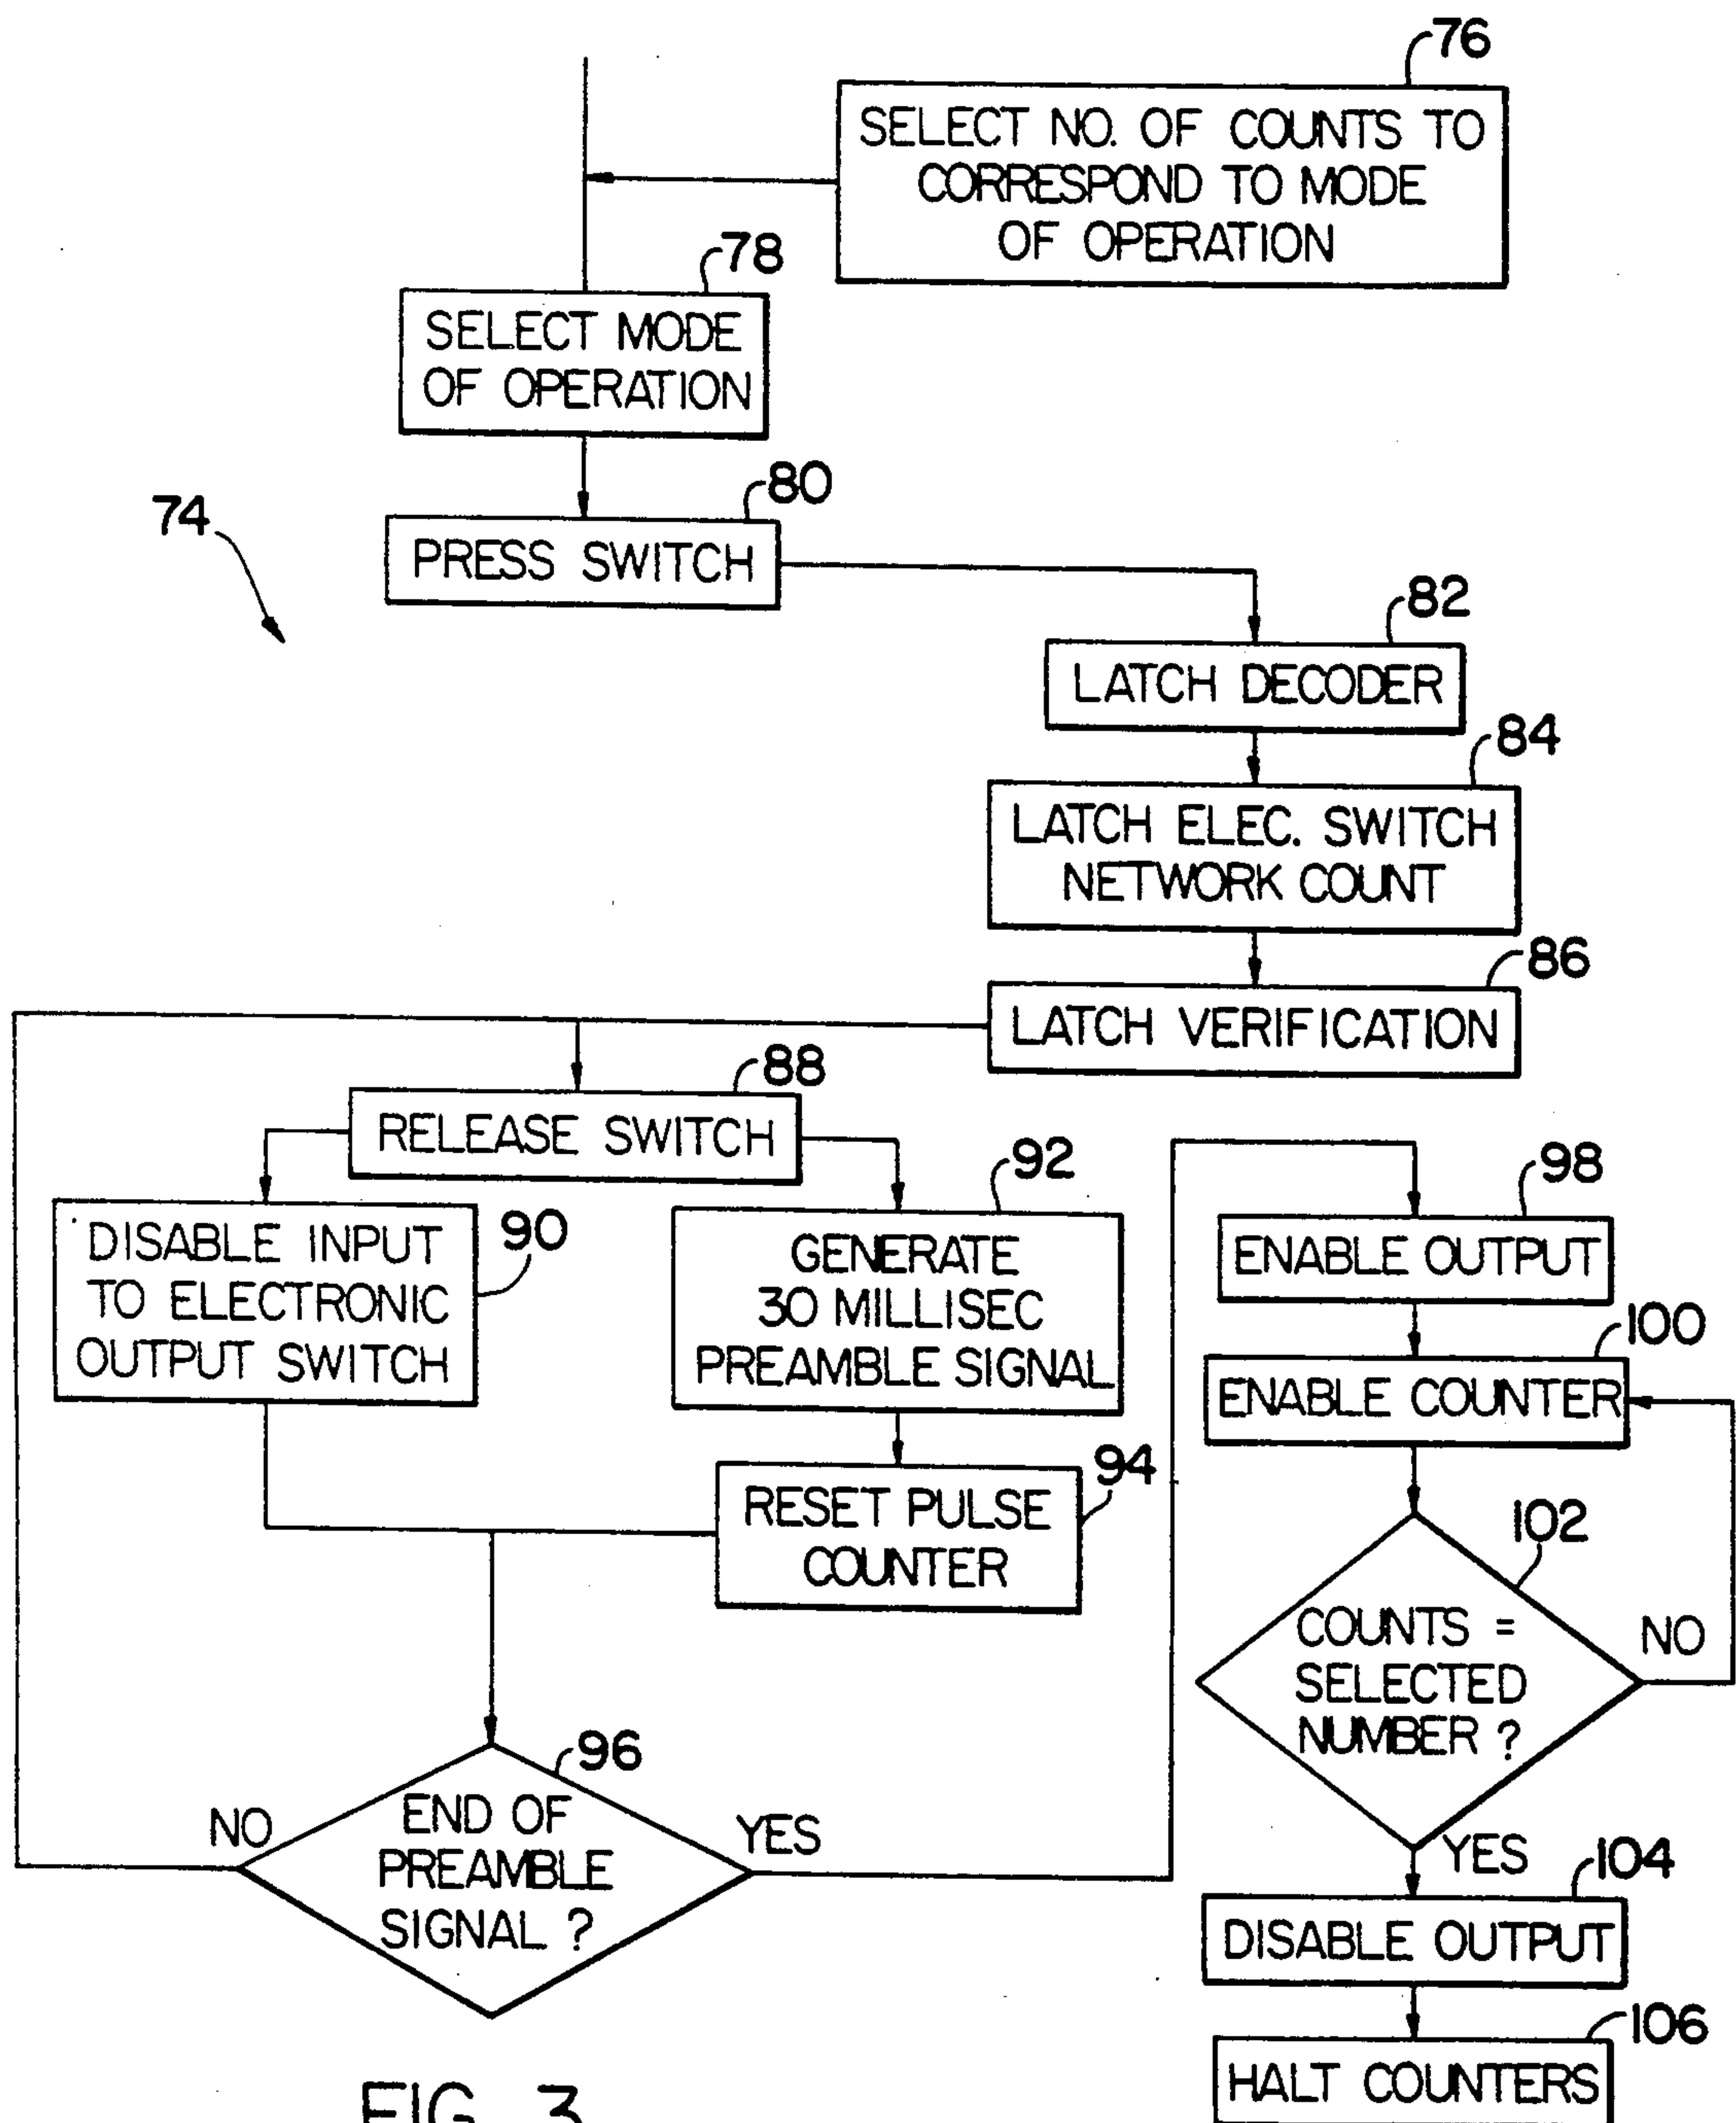 76
SELECT NO. OF COUNTS TO
CORRESPOND TO MODE
OF OPERATION
78
SELECT MODE
OF OPERATION
80
PRESS SWITCH
74
82
LATCH DECODER
84
LATCH ELEC. SWITCH
NETWORK COUNT
86
LATCH VERIFICATION
88
RELEASE SWITCH
90
DISABLE INPUT
TO ELECTRONIC
OUTPUT SWITCH
92
GENERATE
30 MILLISEC
PREAMBLE SIGNAL
94
RESET PULSE
COUNTER
96
END OF
PREAMBLE
SIGNAL ?
NO
YES
98
ENABLE OUTPUT
100
ENABLE COUNTER
102
COUNTS =
SELECTED
NUMBER ?
NO
YES
104
DISABLE OUTPUT
106
HALT COUNTERS
FIG. 3